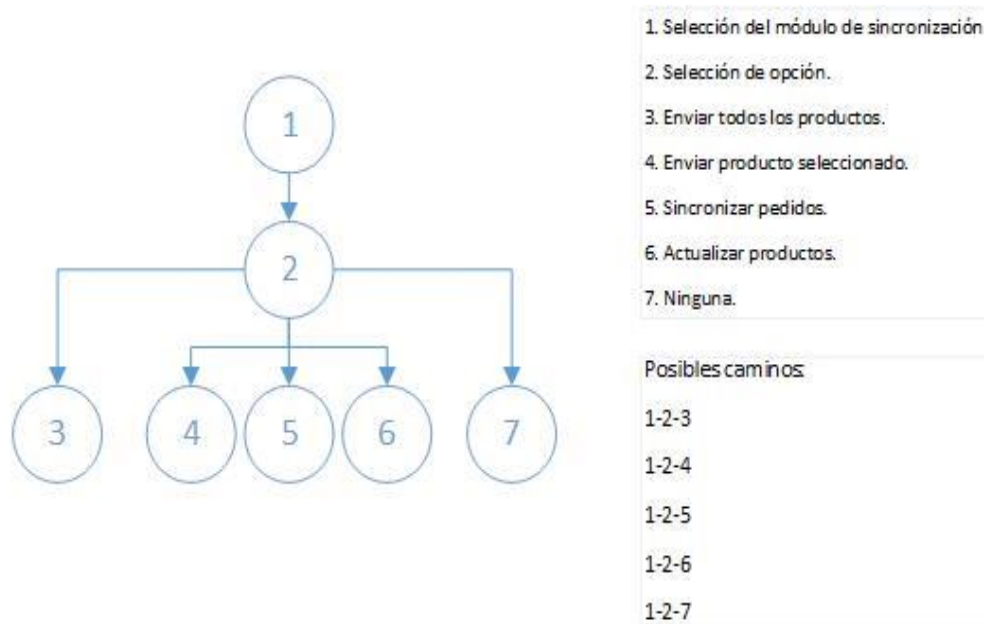 1
2
3 4 5 6 7
1. Selección del módulo de sincronización
2. Selección de opción.
3. Enviar todos los productos.
4. Enviar producto seleccionado.
5. Sincronizar pedidos.
6. Actualizar productos.
7. Ninguna.
Posibles caminos:
1-2-3
1-2-4
1-2-5
1-2-6
1-2-7